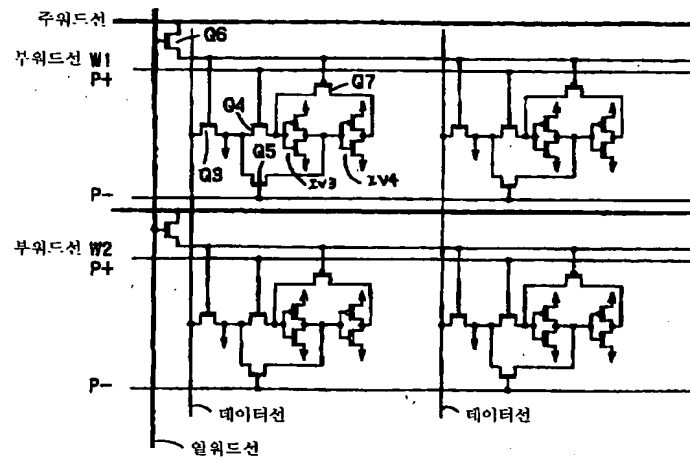 주워드선
Q6
부워드선 W1
P+
Q7
Q4
Q5
Q3
IV3
IV4
P-
부워드선 W2
P+
P-
데이터선
데이터선
열워드선